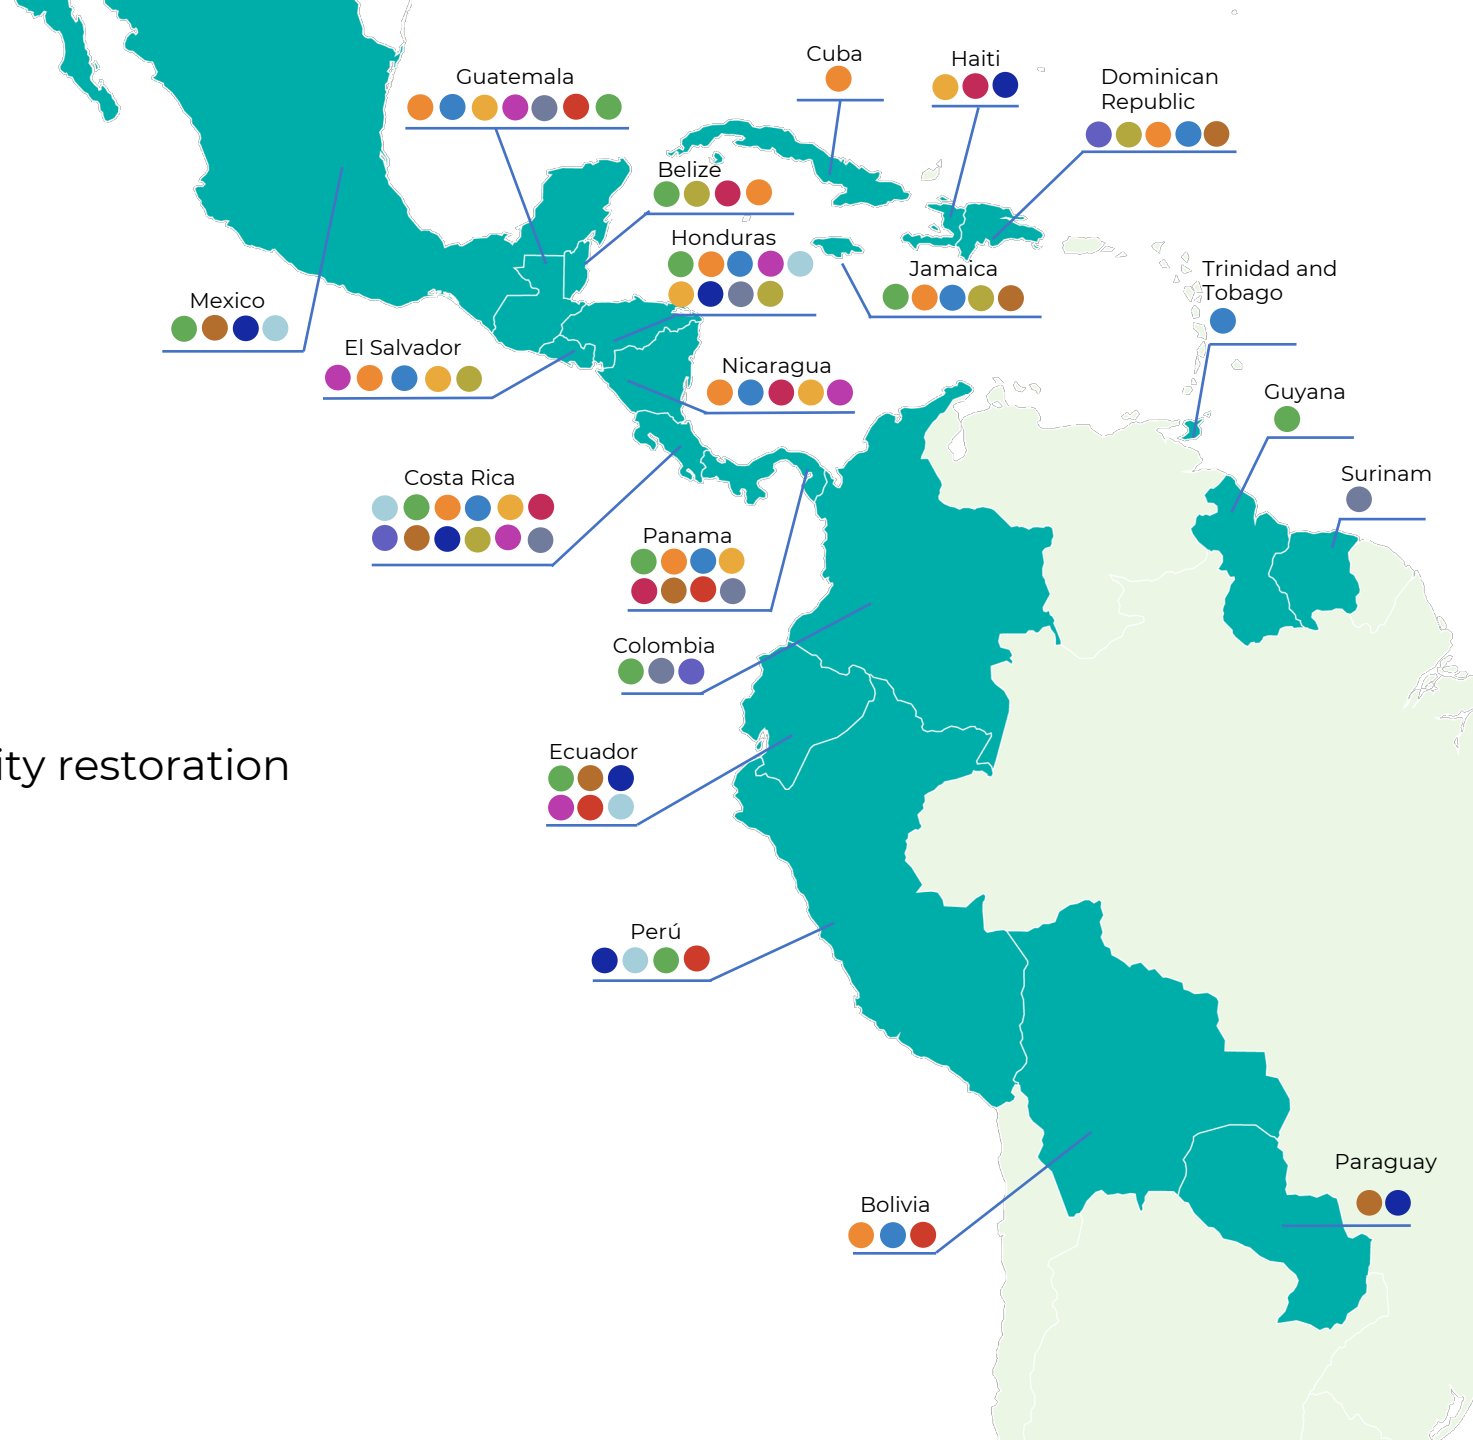 Cuba
Haiti
Guatemala
Dominican
Republic
Belize
Honduras
Jamaica
Trinidad and
Tobago
Mexico
El Salvador
Nicaragua
Guyana
Costa Rica
Surinam
Panama
Colombia
Ecuador
ity restoration
Perú
Paraguay
Bolivia